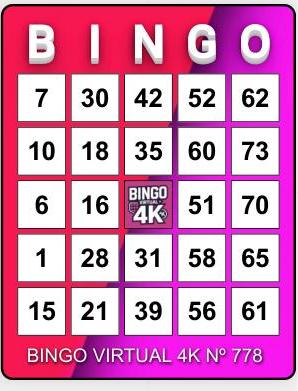 B I N G O
7 30 42 52 62
10 18 35 60 73
6 16 BINGO VIRTUAL 4K 51 70
1 28 31 58 65
15 21 39 56 61
BINGO VIRTUAL 4K Nº 778